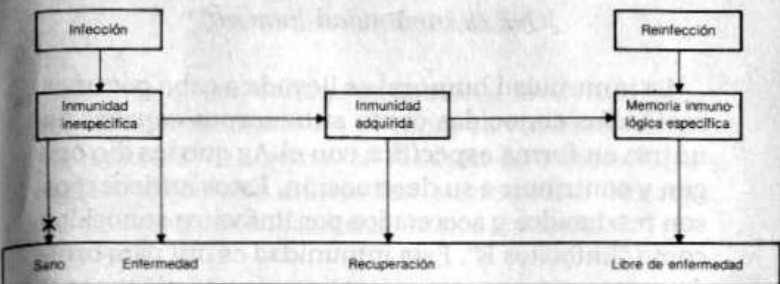 Infección
Reinfección
Inmunidad
inespecífica
Inmunidad
adquirida
Memoria inmuno-
lógica específica
Sano
Enfermedad
Recuperación
Libre de enfermedad